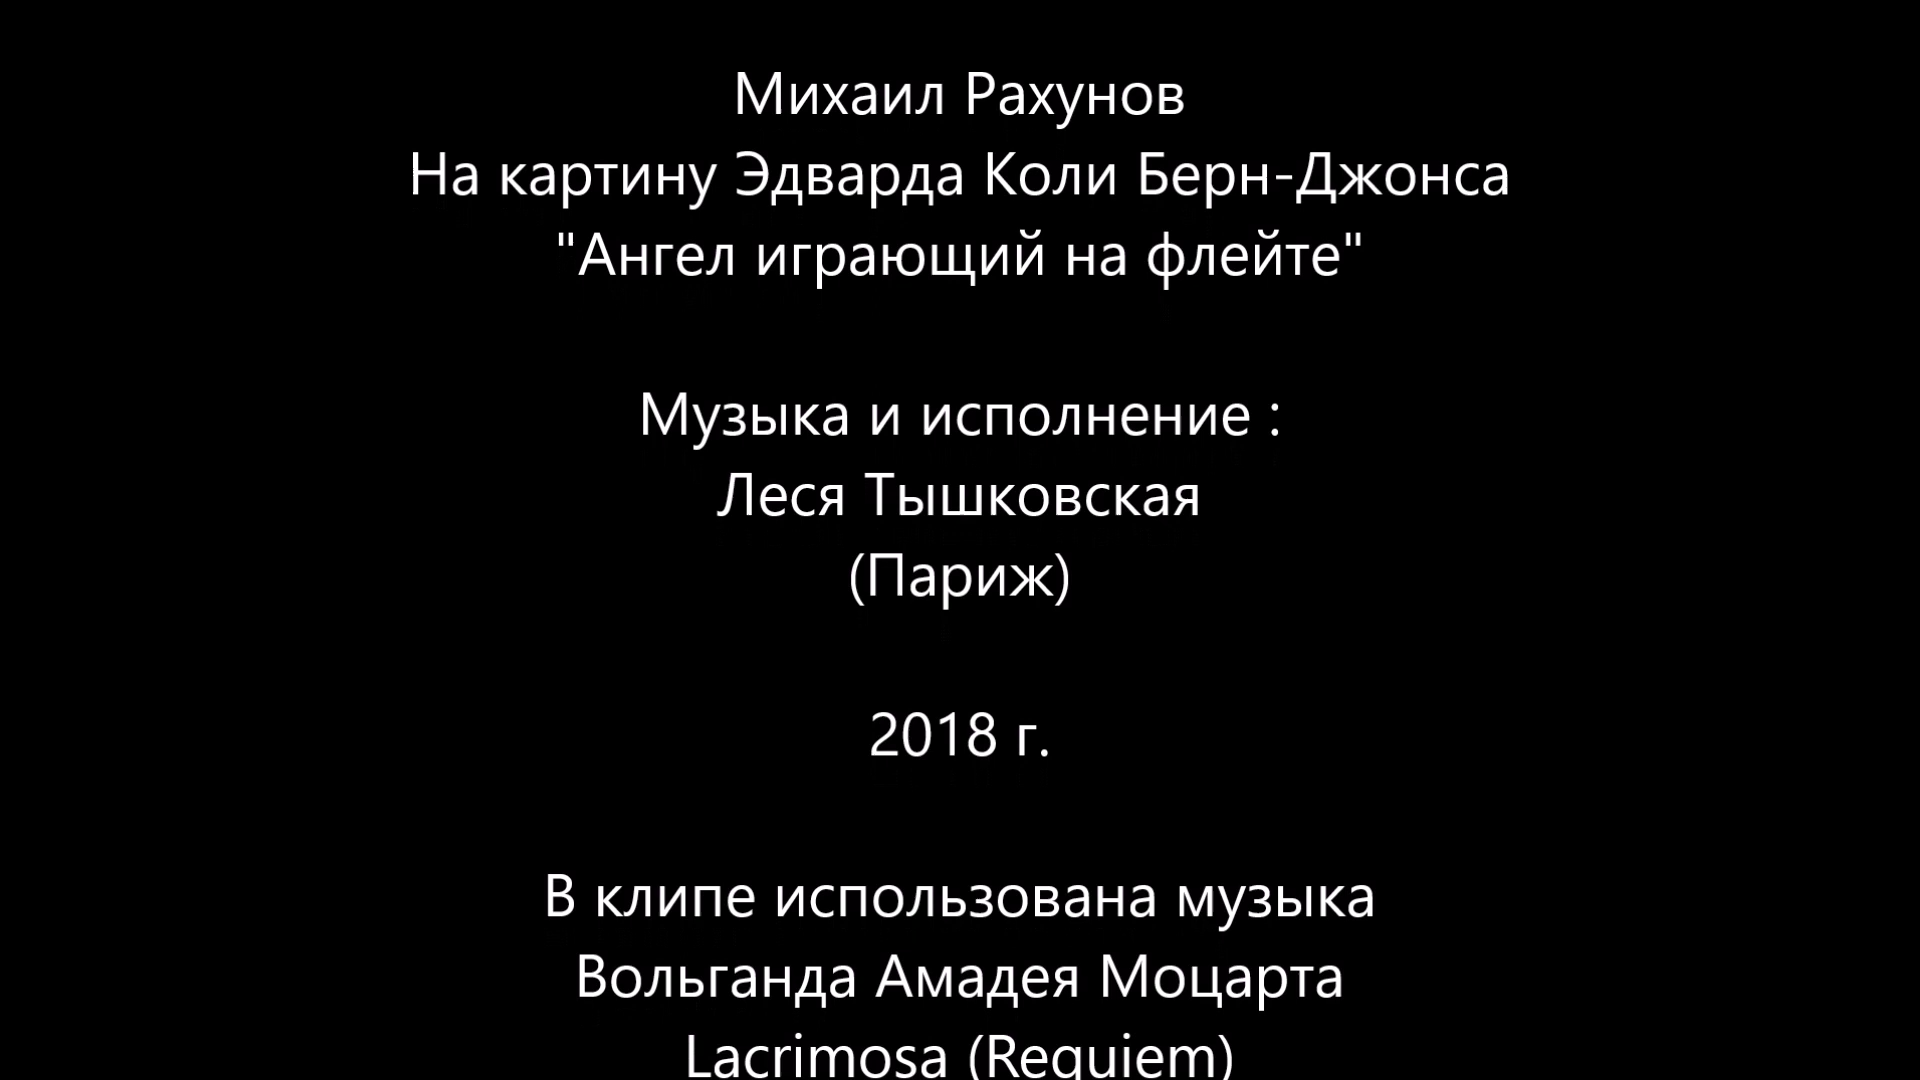 Михаил Рахунов
На картину Эдварда Коли Берн-Джонса
"Ангел играющий на флейте"
Музыка и исполнение :
Леся Тышковская
(Париж)
2018 г.
В клипе использована музыка
Вольганда Амадея Моцарта
Lacrimosa (Requiem)